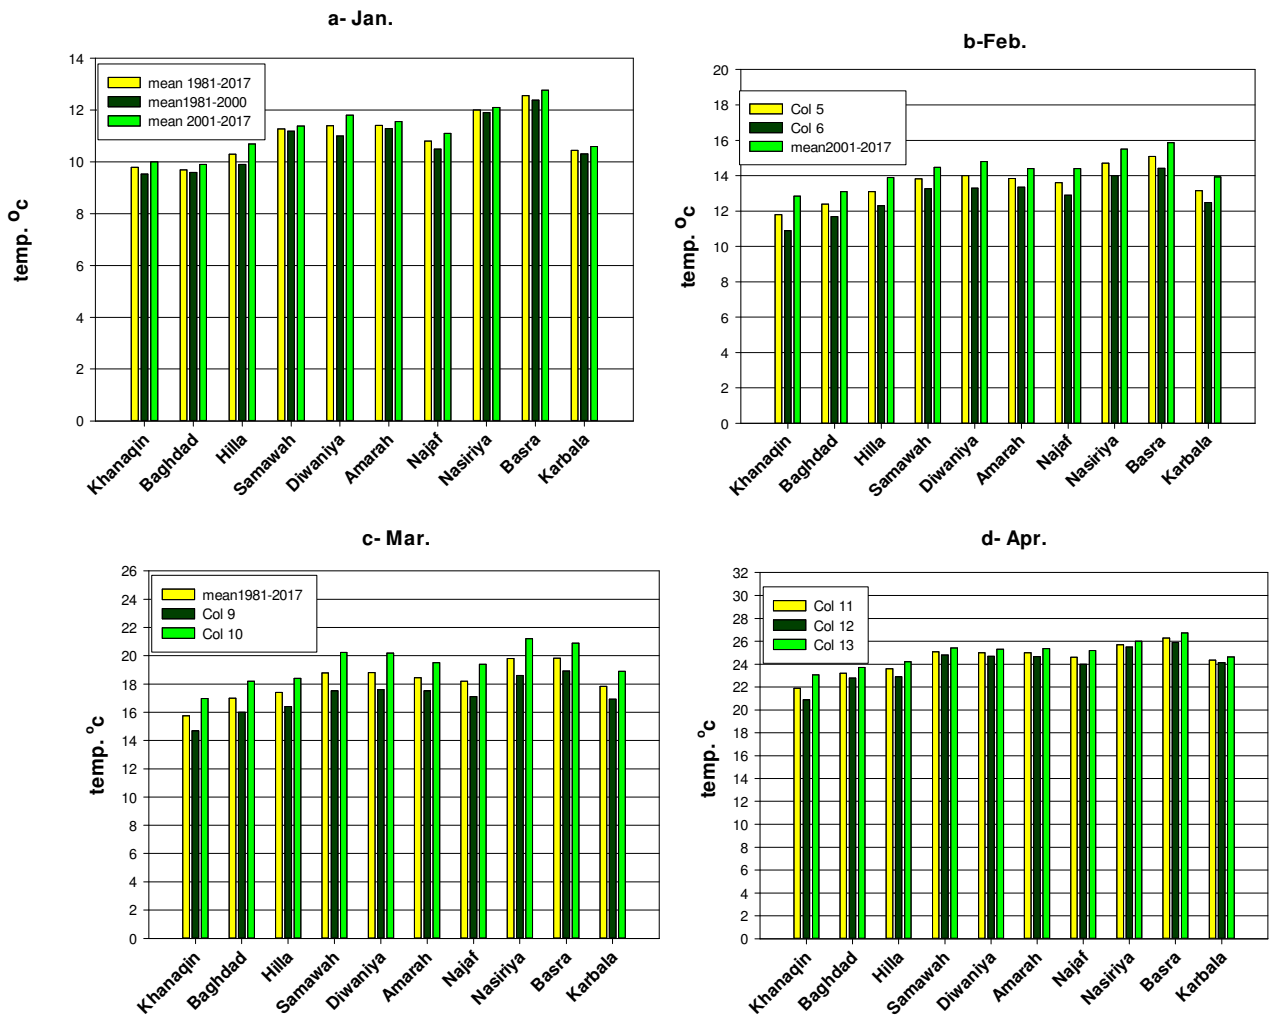 a- Jan.
temp. ºc
14
12
10
8
6
4
2
0
mean 1981-2017
mean1981-2000
mean 2001-2017
Khanaqin
Baghdad
Hilla
Samawah
Diwaniya
Amarah
Najaf
Nasiriya
Basra
Karbala
b-Feb.
temp. ºc
20
18
16
14
12
10
8
6
4
2
0
Col 5
Col 6
mean2001-2017
Khanaqin
Baghdad
Hilla
Samawah
Diwaniya
Amarah
Najaf
Nasiriya
Basra
Karbala
c- Mar.
temp. ºc
26
24
22
20
18
16
14
12
10
8
6
4
2
0
mean1981-2017
Col 9
Col 10
Khanaqin
Baghdad
Hilla
Samawah
Diwaniya
Amarah
Najaf
Nasiriya
Basra
Karbala
d- Apr.
temp. ºc
32
30
28
26
24
22
20
18
16
14
12
10
8
6
4
2
0
Col 11
Col 12
Col 13
Khanaqin
Baghdad
Hilla
Samawah
Diwaniya
Amarah
Najaf
Nasiriya
Basra
Karbala